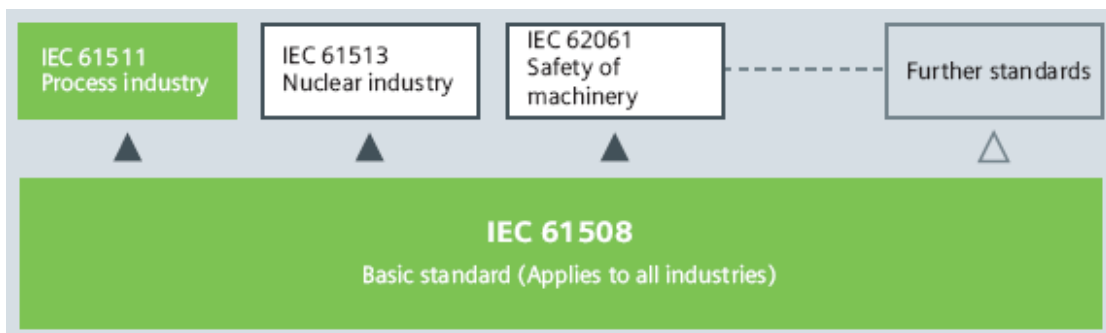 IEC 61511
Process industry
IEC 61513
Nuclear industry
IEC 62061
Safety of
machinery
Further standards
IEC 61508
Basic standard (Applies to all industries)